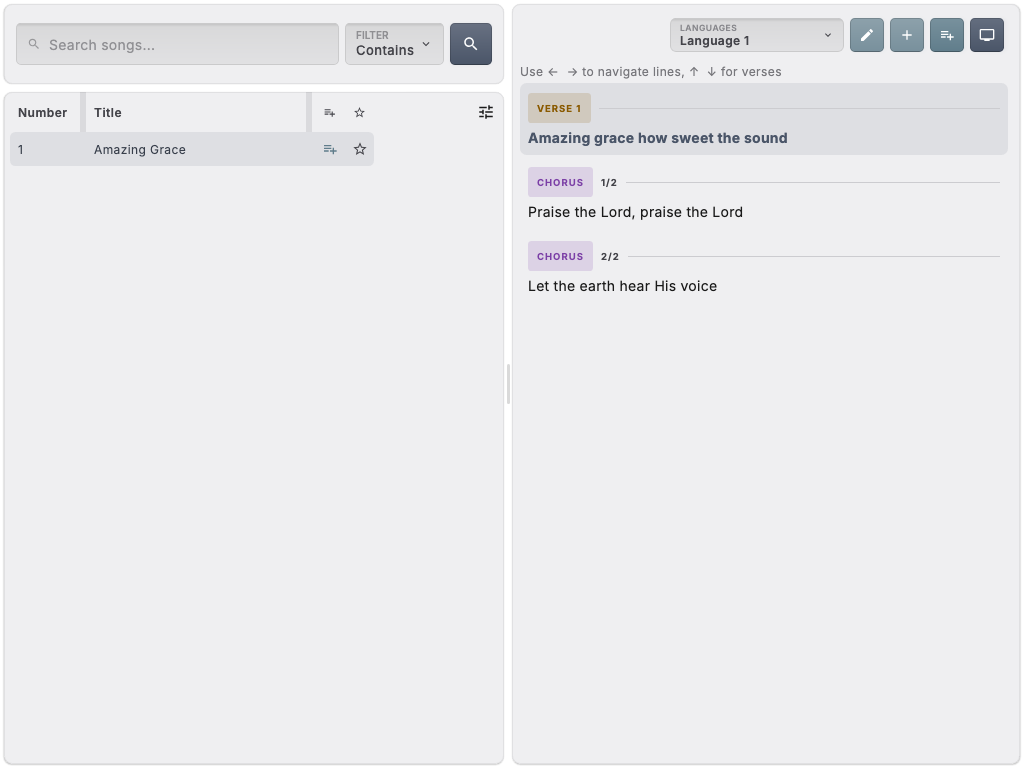 Search songs...
FILTER
Contains
Number Title
1 Amazing Grace
LANGUAGES
Language 1
Use ← → to navigate lines, ↑ ↓ for verses
VERSE 1
Amazing grace how sweet the sound
CHORUS 1/2
Praise the Lord, praise the Lord
CHORUS 2/2
Let the earth hear His voice